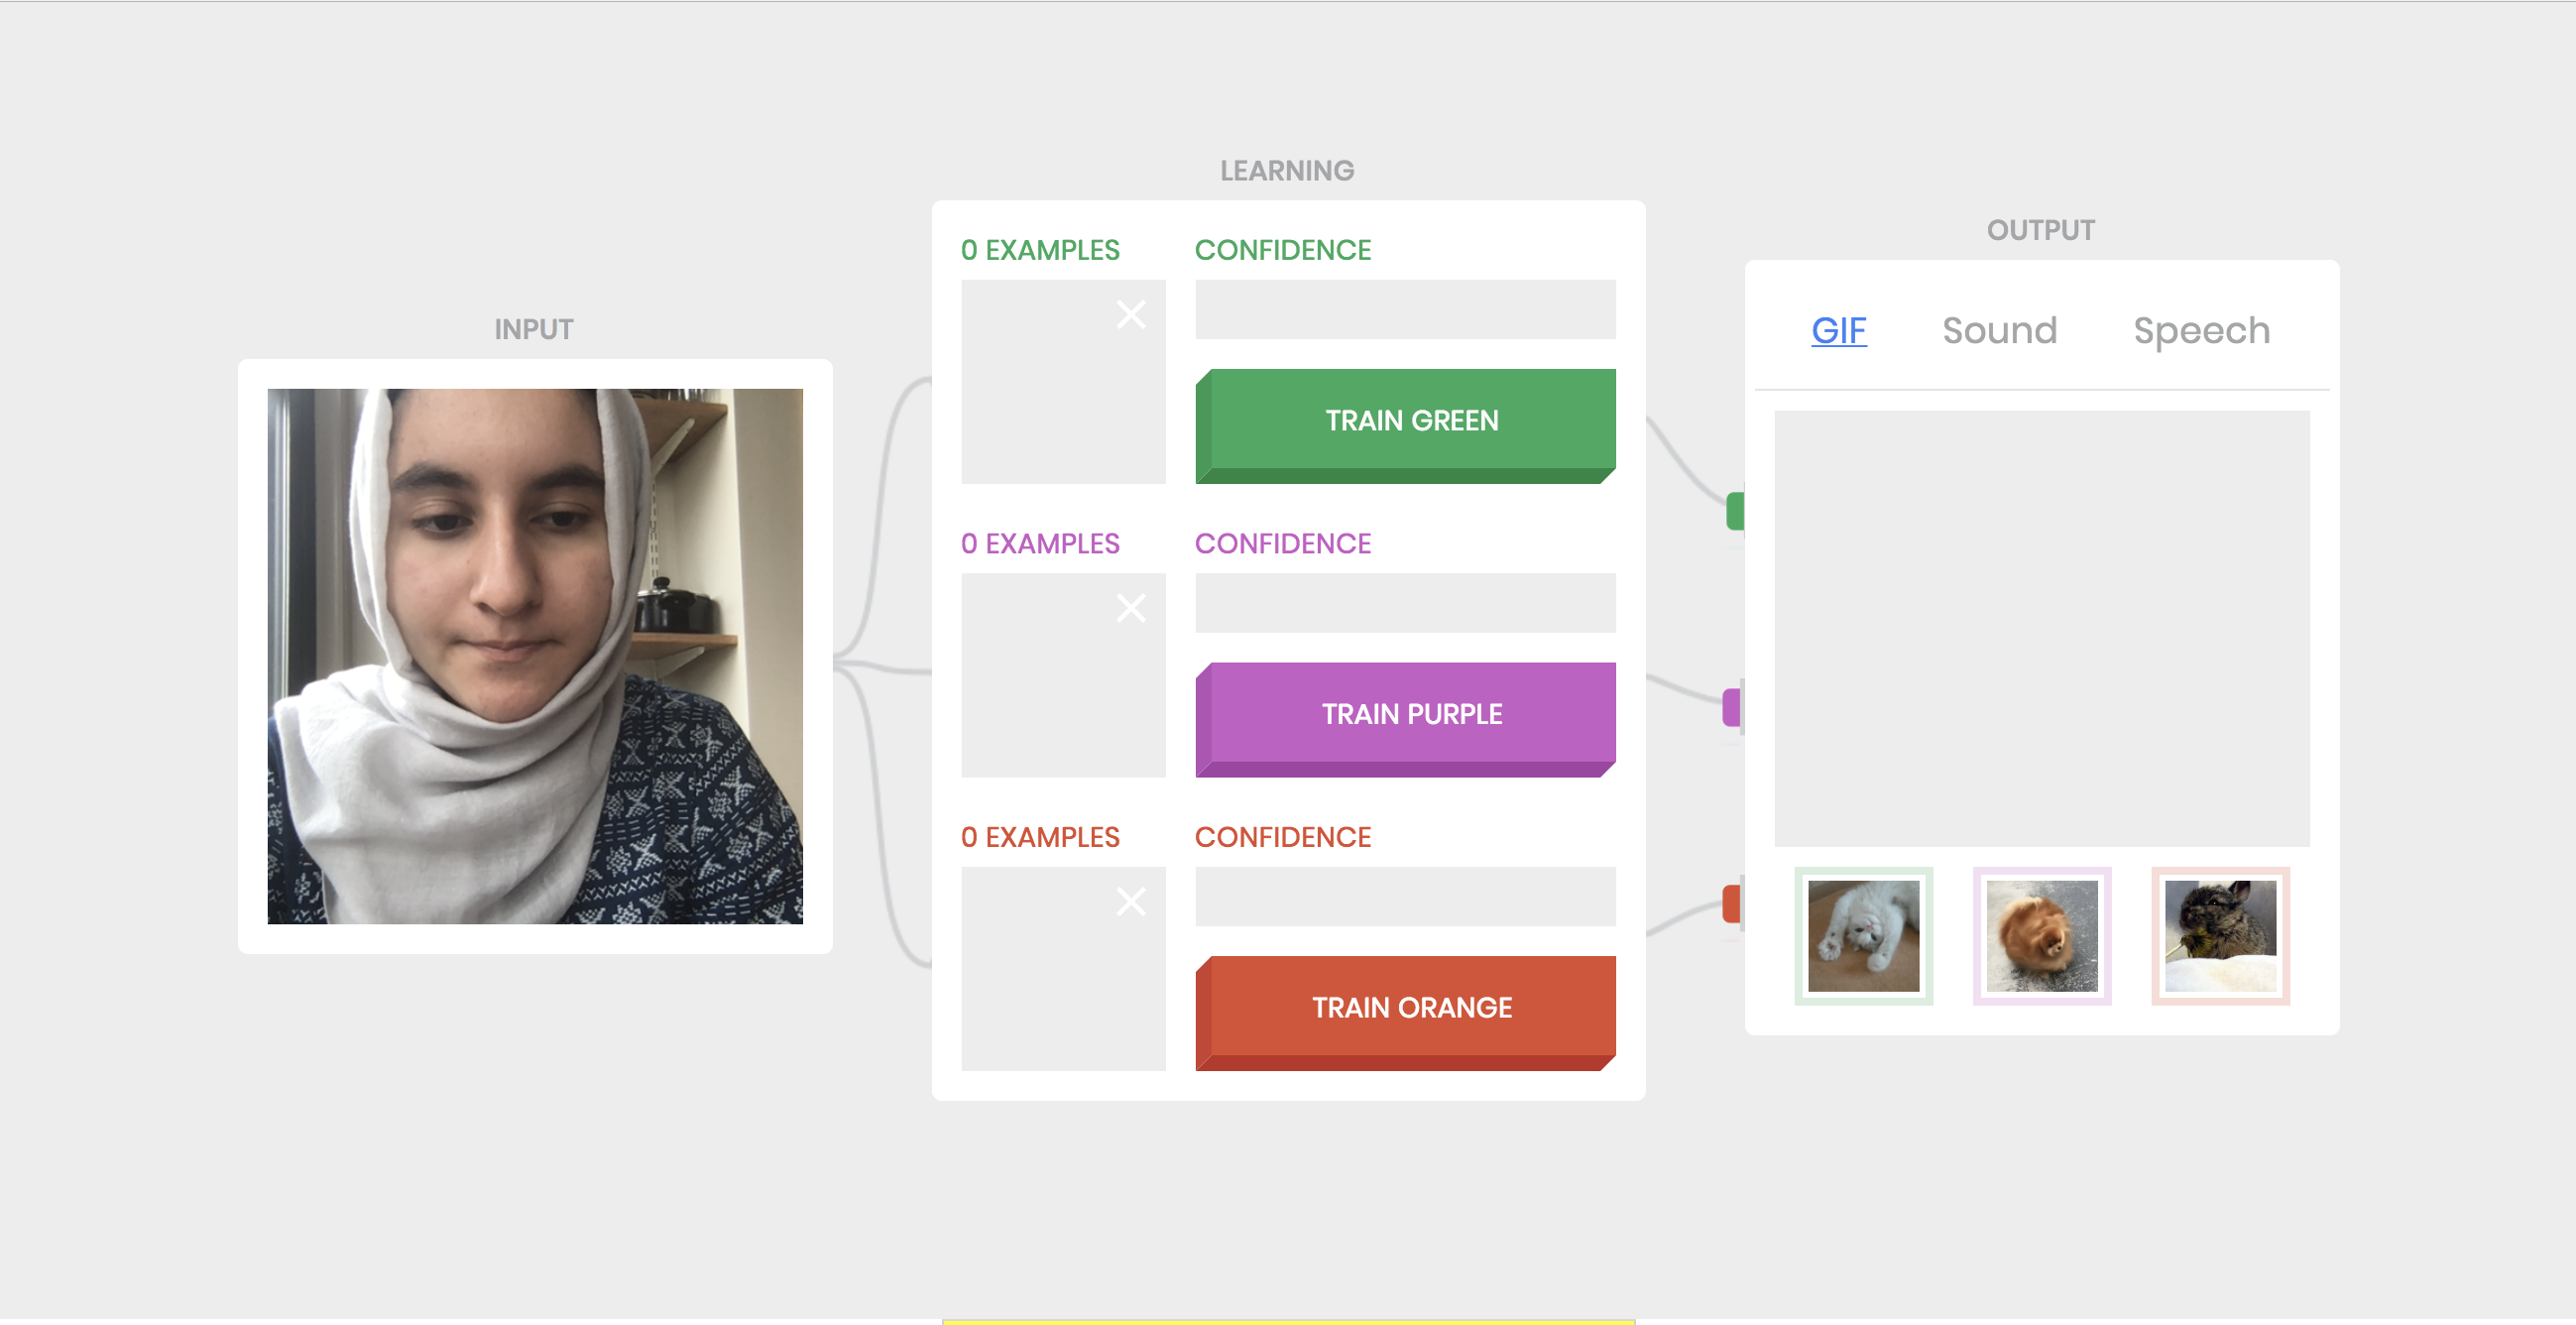 INPUT
LEARNING
0 EXAMPLES
CONFIDENCE
TRAIN GREEN
0 EXAMPLES
CONFIDENCE
TRAIN PURPLE
0 EXAMPLES
CONFIDENCE
TRAIN ORANGE
OUTPUT
GIF Sound Speech